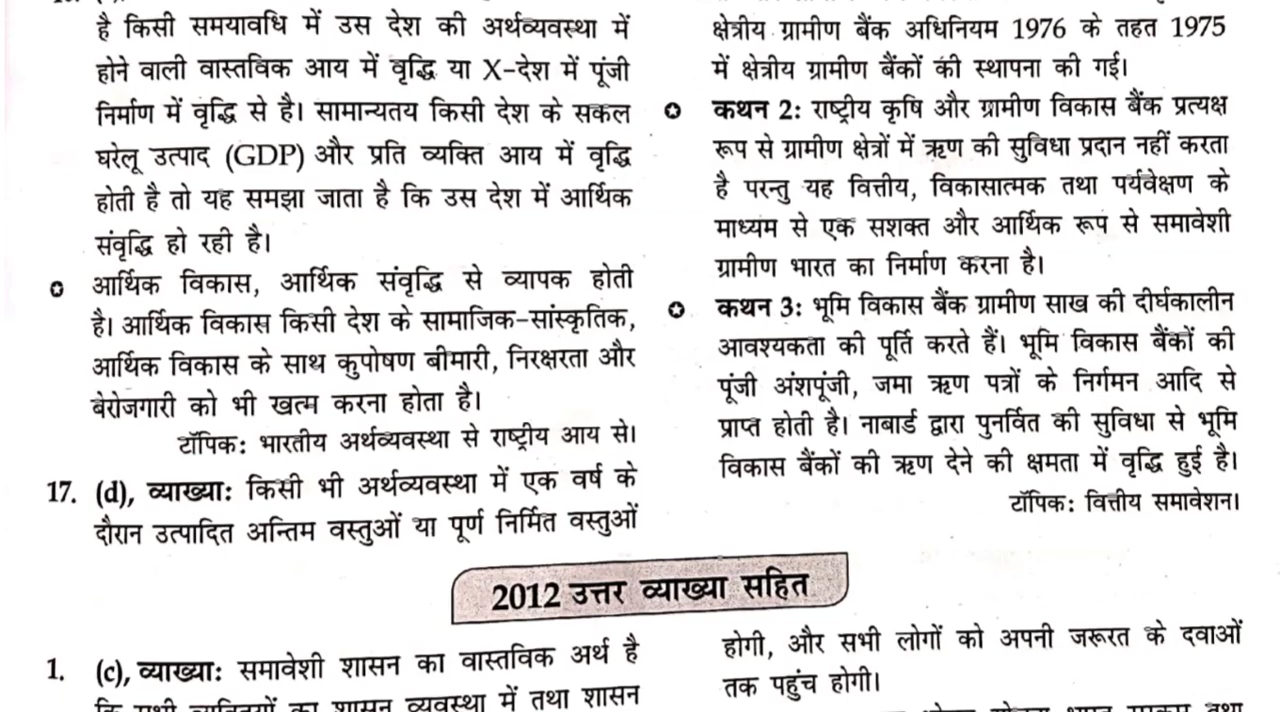 है किसी समयावधि में उस देश की अर्थव्यवस्था में
होने वाली वास्तविक आय में वृद्धि या X-देश में पूंजी
निर्माण में वृद्धि से है। सामान्यतय किसी देश के सकल
घरेलू उत्पाद (GDP) और प्रति व्यक्ति आय में वृद्धि
होती है तो यह समझा जाता है कि उस देश में आर्थिक
संवृद्धि हो रही है।
✪ आर्थिक विकास, आर्थिक संवृद्धि से व्यापक होती
है। आर्थिक विकास किसी देश के सामाजिक-सांस्कृतिक,
आर्थिक विकास के साथ कुपोषण बीमारी, निरक्षरता और
बेरोजगारी को भी खत्म करना होता है।
टॉपिक: भारतीय अर्थव्यवस्था से राष्ट्रीय आय से।
17. (d), व्याख्या: किसी भी अर्थव्यवस्था में एक वर्ष के
दौरान उत्पादित अन्तिम वस्तुओं या पूर्ण निर्मित वस्तुओं
क्षेत्रीय ग्रामीण बैंक अधिनियम 1976 के तहत 1975
में क्षेत्रीय ग्रामीण बैंकों की स्थापना की गई।
✪ कथन 2: राष्ट्रीय कृषि और ग्रामीण विकास बैंक प्रत्यक्ष
रूप से ग्रामीण क्षेत्रों में ऋण की सुविधा प्रदान नहीं करता
है परन्तु यह वित्तीय, विकासात्मक तथा पर्यवेक्षण के
माध्यम से एक सशक्त और आर्थिक रूप से समावेशी
ग्रामीण भारत का निर्माण करना है।
✪ कथन 3: भूमि विकास बैंक ग्रामीण साख की दीर्घकालीन
आवश्यकता की पूर्ति करते हैं। भूमि विकास बैंकों की
पूंजी अंशपूंजी, जमा ऋण पत्रों के निर्गमन आदि से
प्राप्त होती है। नाबार्ड द्वारा पुनर्वित की सुविधा से भूमि
विकास बैंकों की ऋण देने की क्षमता में वृद्धि हुई है।
टॉपिक: वित्तीय समावेशन।
2012 उत्तर व्याख्या सहित
1. (c), व्याख्या: समावेशी शासन का वास्तविक अर्थ है
कि सभी व्यक्तियों का शासन व्यवस्था में तथा शासन
होगी, और सभी लोगों को अपनी जरूरत के दवाओं
तक पहुंच होगी।